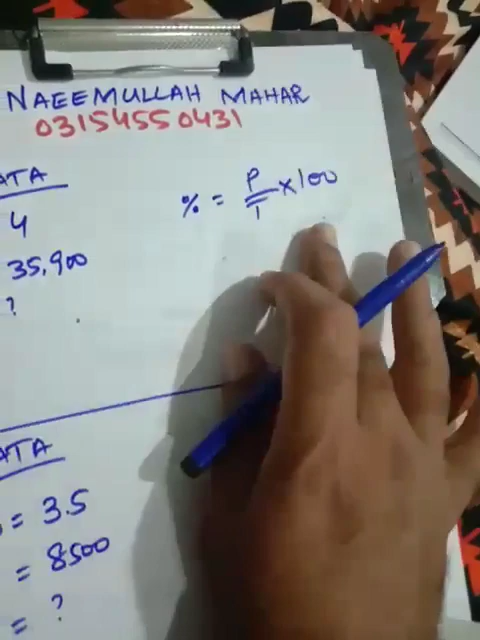 NAEEMULLAH MAHAR
03154550431
ATA
% = P/T × 100
4
35,900
?
ATA
= 3.5
= 8500
= ?